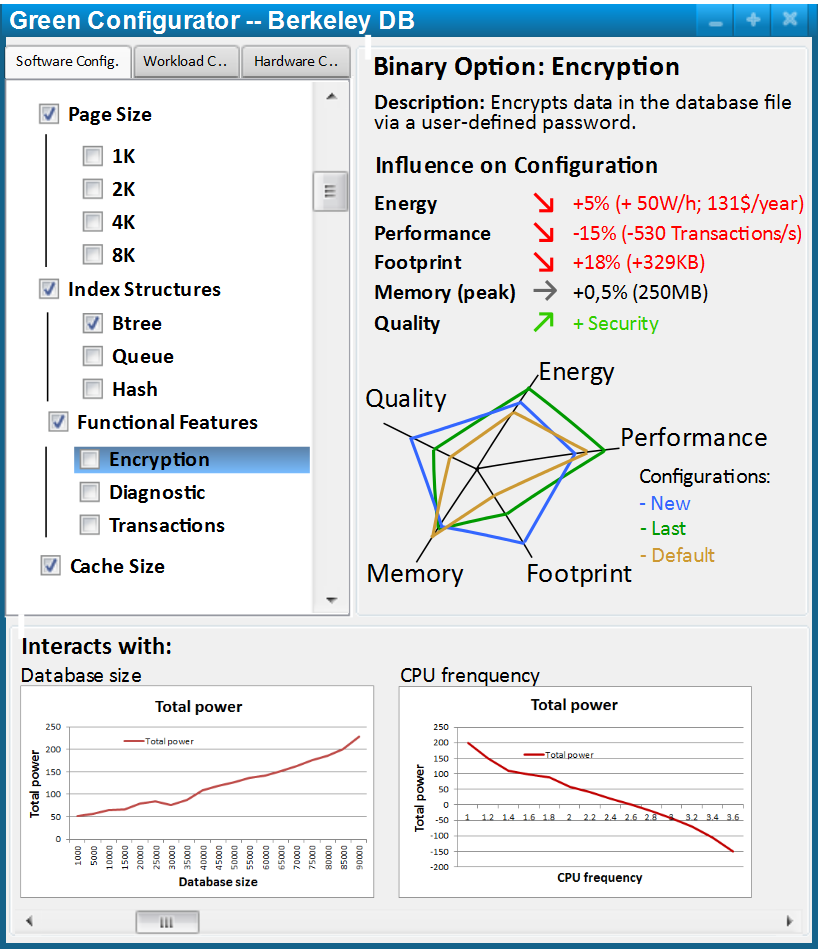 Green Configurator -- Berkeley DB
Software Config.
Workload C..
Hardware C..
Page Size
1K
2K
4K
8K
Index Structures
Btree
Queue
Hash
Functional Features
Encryption
Diagnostic
Transactions
Cache Size
Binary Option: Encryption
Description: Encrypts data in the database file
via a user-defined password.
Influence on Configuration
Energy +5% (+ 50W/h; 131$/year)
Performance -15% (-530 Transactions/s)
Footprint +18% (+329KB)
Memory (peak) +0,5% (250MB)
Quality + Security
Energy
Quality
Performance
Memory
Footprint
Configurations:
- New
- Last
- Default
Interacts with:
Database size
Total power
Total power
Total power
250
200
150
100
50
0
1000 5000 10000 15000 20000 25000 30000 35000 40000 45000 50000 55000 60000 65000 70000 75000 80000 85000 90000
Database size
CPU frenquency
Total power
Total power
Total power
250
200
150
100
50
0
-50
-100
-150
-200
1 1.2 1.4 1.6 1.8 2 2.2 2.4 2.6 2.8 3 3.2 3.4 3.6
CPU frequency